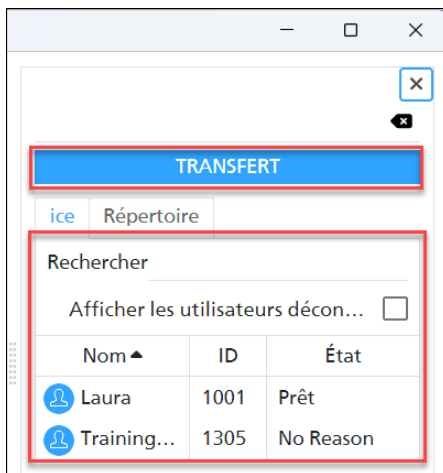 TRANSFERT
ice Répertoire
Rechercher
Afficher les utilisateurs décon...
Nom ID État
Laura 1001 Prêt
Training... 1305 No Reason